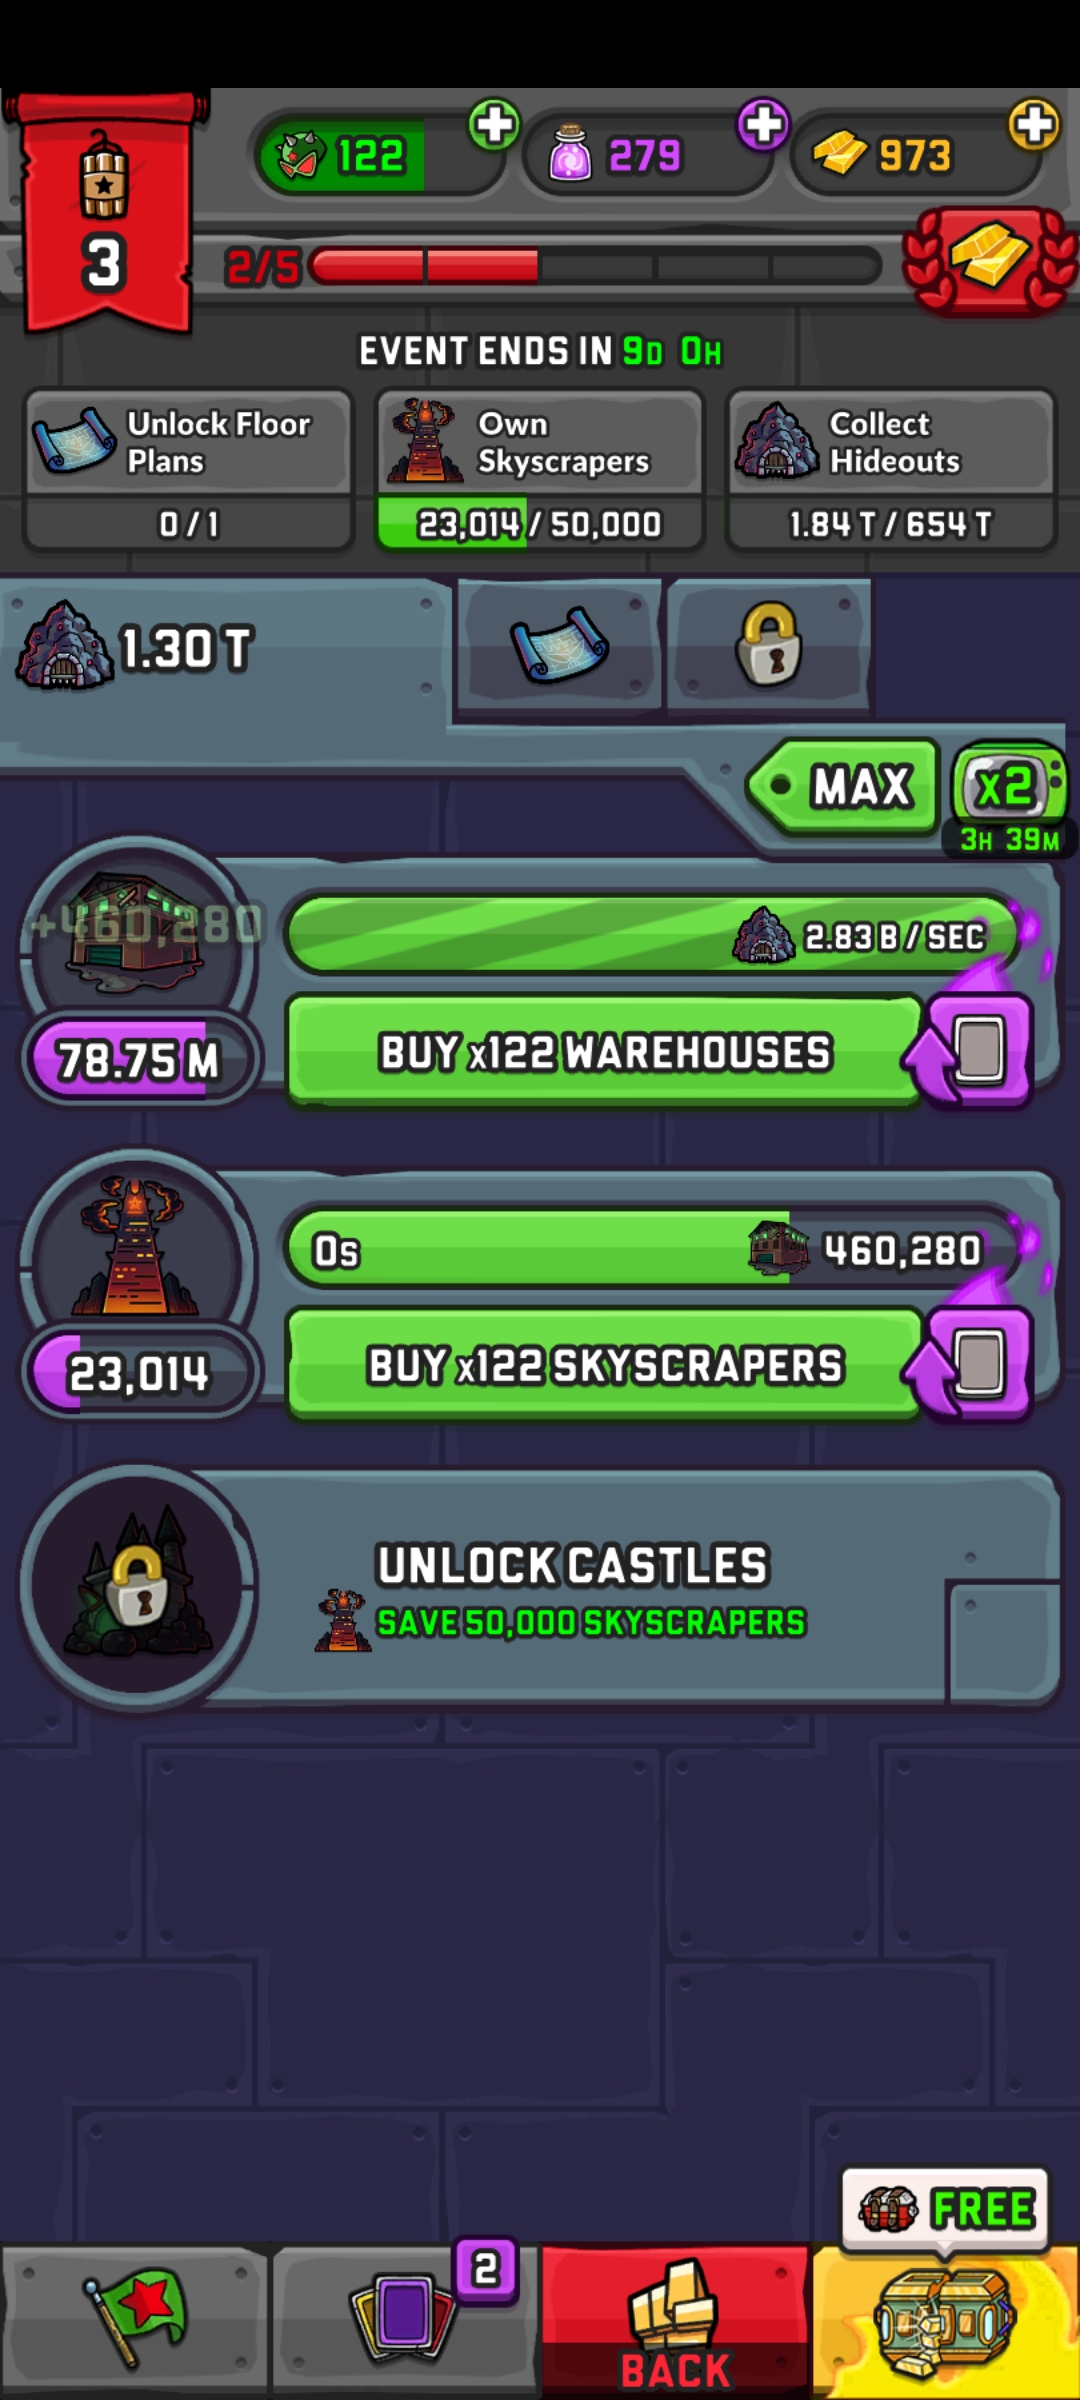 122
279
973
3
2/5
EVENT ENDS IN 9D 0H
Unlock Floor Plans
0 / 1
Own Skyscrapers
23,014 / 50,000
Collect Hideouts
1.84 T / 654 T
1.30 T
MAX
x2
3H 39M
+460,280
2.83 B / SEC
78.75 M
BUY x122 WAREHOUSES
0s
460,280
23,014
BUY x122 SKYSCRAPERS
UNLOCK CASTLES
SAVE 50,000 SKYSCRAPERS
FREE
2
BACK